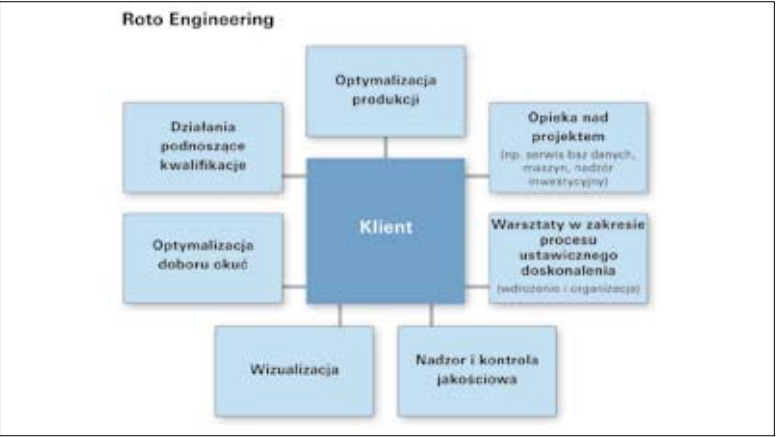 Roto Engineering
Optymalizacja
produkcji
Działania
podnoszące
kwalifikacje
Opieka nad
projektem
(np. serwis baz danych,
maszyn, nadzór
inwestycyjny)
Klient
Optymalizacja
doboru okuć
Warsztaty w zakresie
procesu
ustawicznego
doskonalenia
(wdrożenie i organizacja)
Wizualizacja
Nadzor i kontrola
jakościowa